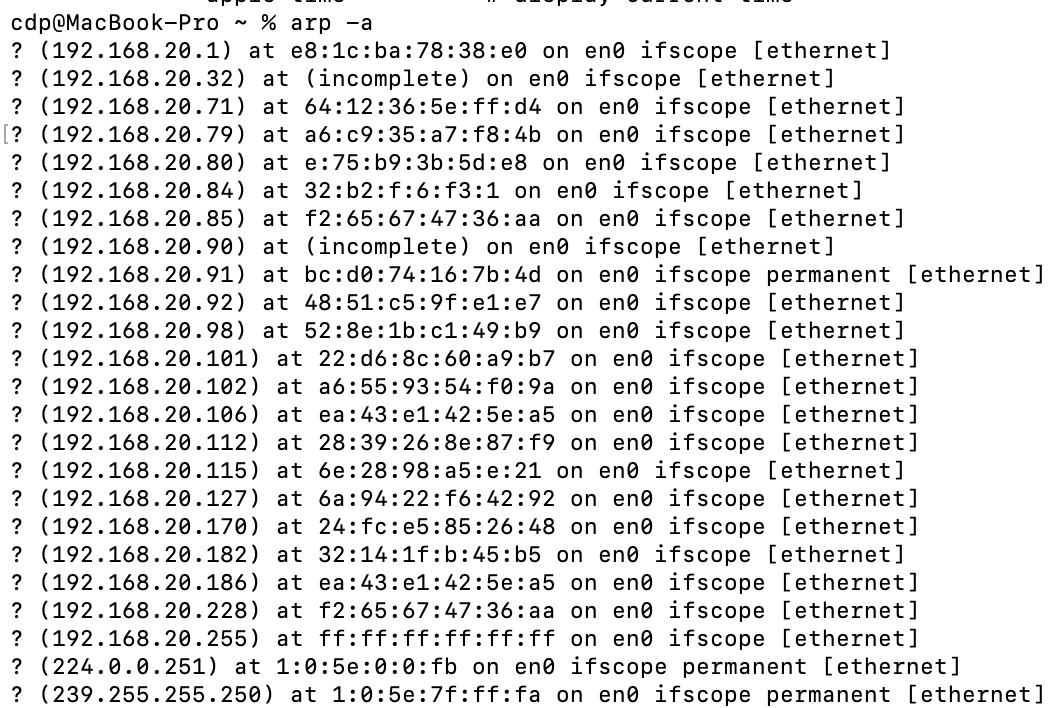 apple time # display current time
cdp@MacBook-Pro ~ % arp -a
? (192.168.20.1) at e8:1c:ba:78:38:e0 on en0 ifscope [ethernet]
? (192.168.20.32) at (incomplete) on en0 ifscope [ethernet]
? (192.168.20.71) at 64:12:36:5e:ff:d4 on en0 ifscope [ethernet]
[? (192.168.20.79) at a6:c9:35:a7:f8:4b on en0 ifscope [ethernet]
? (192.168.20.80) at e:75:b9:3b:5d:e8 on en0 ifscope [ethernet]
? (192.168.20.84) at 32:b2:f:6:f3:1 on en0 ifscope [ethernet]
? (192.168.20.85) at f2:65:67:47:36:aa on en0 ifscope [ethernet]
? (192.168.20.90) at (incomplete) on en0 ifscope [ethernet]
? (192.168.20.91) at bc:d0:74:16:7b:4d on en0 ifscope permanent [ethernet]
? (192.168.20.92) at 48:51:c5:9f:e1:e7 on en0 ifscope [ethernet]
? (192.168.20.98) at 52:8e:1b:c1:49:b9 on en0 ifscope [ethernet]
? (192.168.20.101) at 22:d6:8c:60:a9:b7 on en0 ifscope [ethernet]
? (192.168.20.102) at a6:55:93:54:f0:9a on en0 ifscope [ethernet]
? (192.168.20.106) at ea:43:e1:42:5e:a5 on en0 ifscope [ethernet]
? (192.168.20.112) at 28:39:26:8e:87:f9 on en0 ifscope [ethernet]
? (192.168.20.115) at 6e:28:98:a5:e:21 on en0 ifscope [ethernet]
? (192.168.20.127) at 6a:94:22:f6:42:92 on en0 ifscope [ethernet]
? (192.168.20.170) at 24:fc:e5:85:26:48 on en0 ifscope [ethernet]
? (192.168.20.182) at 32:14:1f:b:45:b5 on en0 ifscope [ethernet]
? (192.168.20.186) at ea:43:e1:42:5e:a5 on en0 ifscope [ethernet]
? (192.168.20.228) at f2:65:67:47:36:aa on en0 ifscope [ethernet]
? (192.168.20.255) at ff:ff:ff:ff:ff:ff on en0 ifscope [ethernet]
? (224.0.0.251) at 1:0:5e:0:0:fb on en0 ifscope permanent [ethernet]
? (239.255.255.250) at 1:0:5e:7f:ff:fa on en0 ifscope permanent [ethernet]